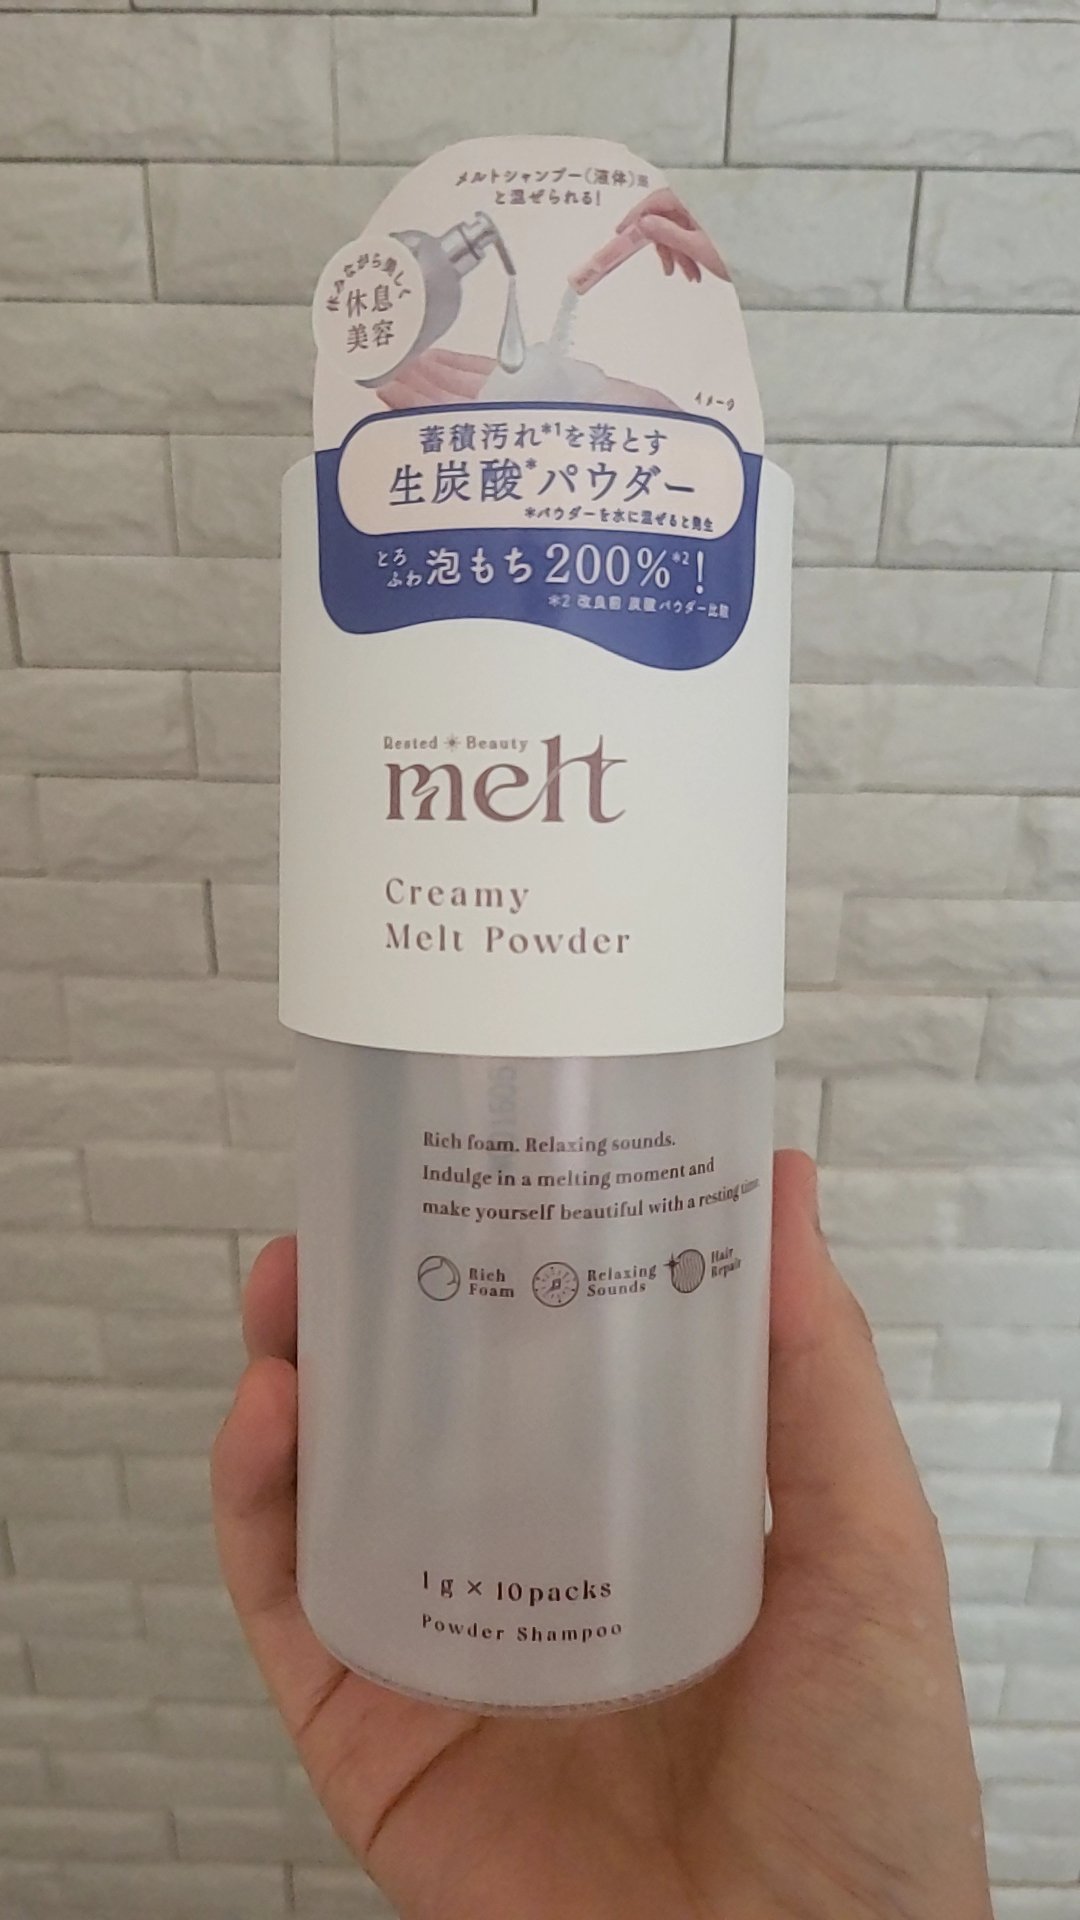 メルトシャンプー(液体)
と混ぜられる!
休みながら美しく
休息
美容
イメージ
蓄積汚れ*1を落とす
生炭酸*パウダー
*パウダーを水に混ぜると発生
とろふわ泡もち200%*2!
*2 改良前 炭酸パウダー比較
Rested Beauty
melt
Creamy
Melt Powder
Rich foam. Relaxing sounds.
Indulge in a melting moment and
make yourself beautiful with a resting time.
Rich
Foam
Relaxing
Sounds
Hair
Repair
1g × 10packs
Powder Shampoo